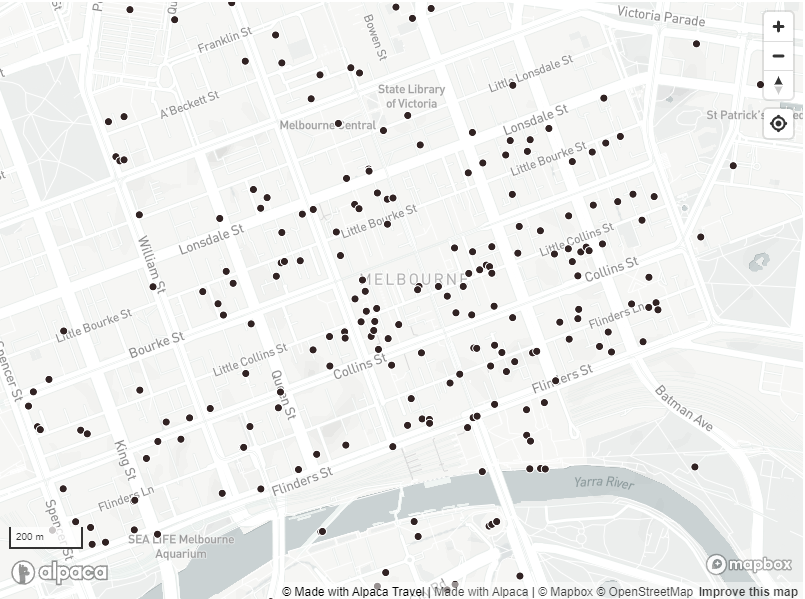 Victoria Parade
Franklin St
Bowen St
Little Lonsdale St
State Library
of Victoria
A'Beckett St
Lonsdale St
St Patrick's
Melbourne Central
Little Bourke St
Little Bourke St
Lonsdale St
Little Collins St
William St
Collins St
MELBOURNE
Little Bourke St
Flinders Ln
Bourke St
Little Collins St
Collins St
Spencer St
Queen St
Flinders St
Batman Ave
King St
Flinders St
Yarra River
Flinders Ln
Spencer St
200 m
SEA LIFE Melbourne
Aquarium
mapbox
alpaca
Rd
© Made with Alpaca Travel | Made with Alpaca | © Mapbox © OpenStreetMap Improve this map